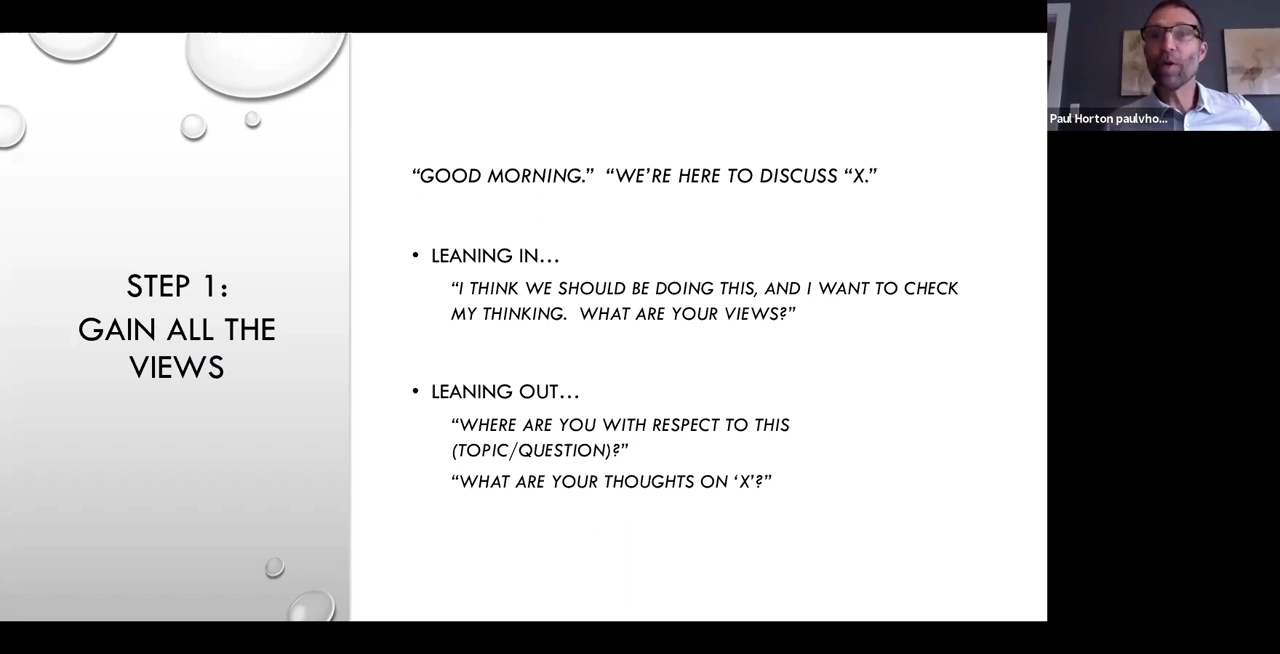 STEP 1:
GAIN ALL THE
VIEWS
“GOOD MORNING.”  “WE’RE HERE TO DISCUSS “X.”
• LEANING IN…
“I THINK WE SHOULD BE DOING THIS, AND I WANT TO CHECK
MY THINKING.  WHAT ARE YOUR VIEWS?”
• LEANING OUT…
“WHERE ARE YOU WITH RESPECT TO THIS
(TOPIC/QUESTION)?”
“WHAT ARE YOUR THOUGHTS ON ‘X’?”
Paul Horton paulvho...